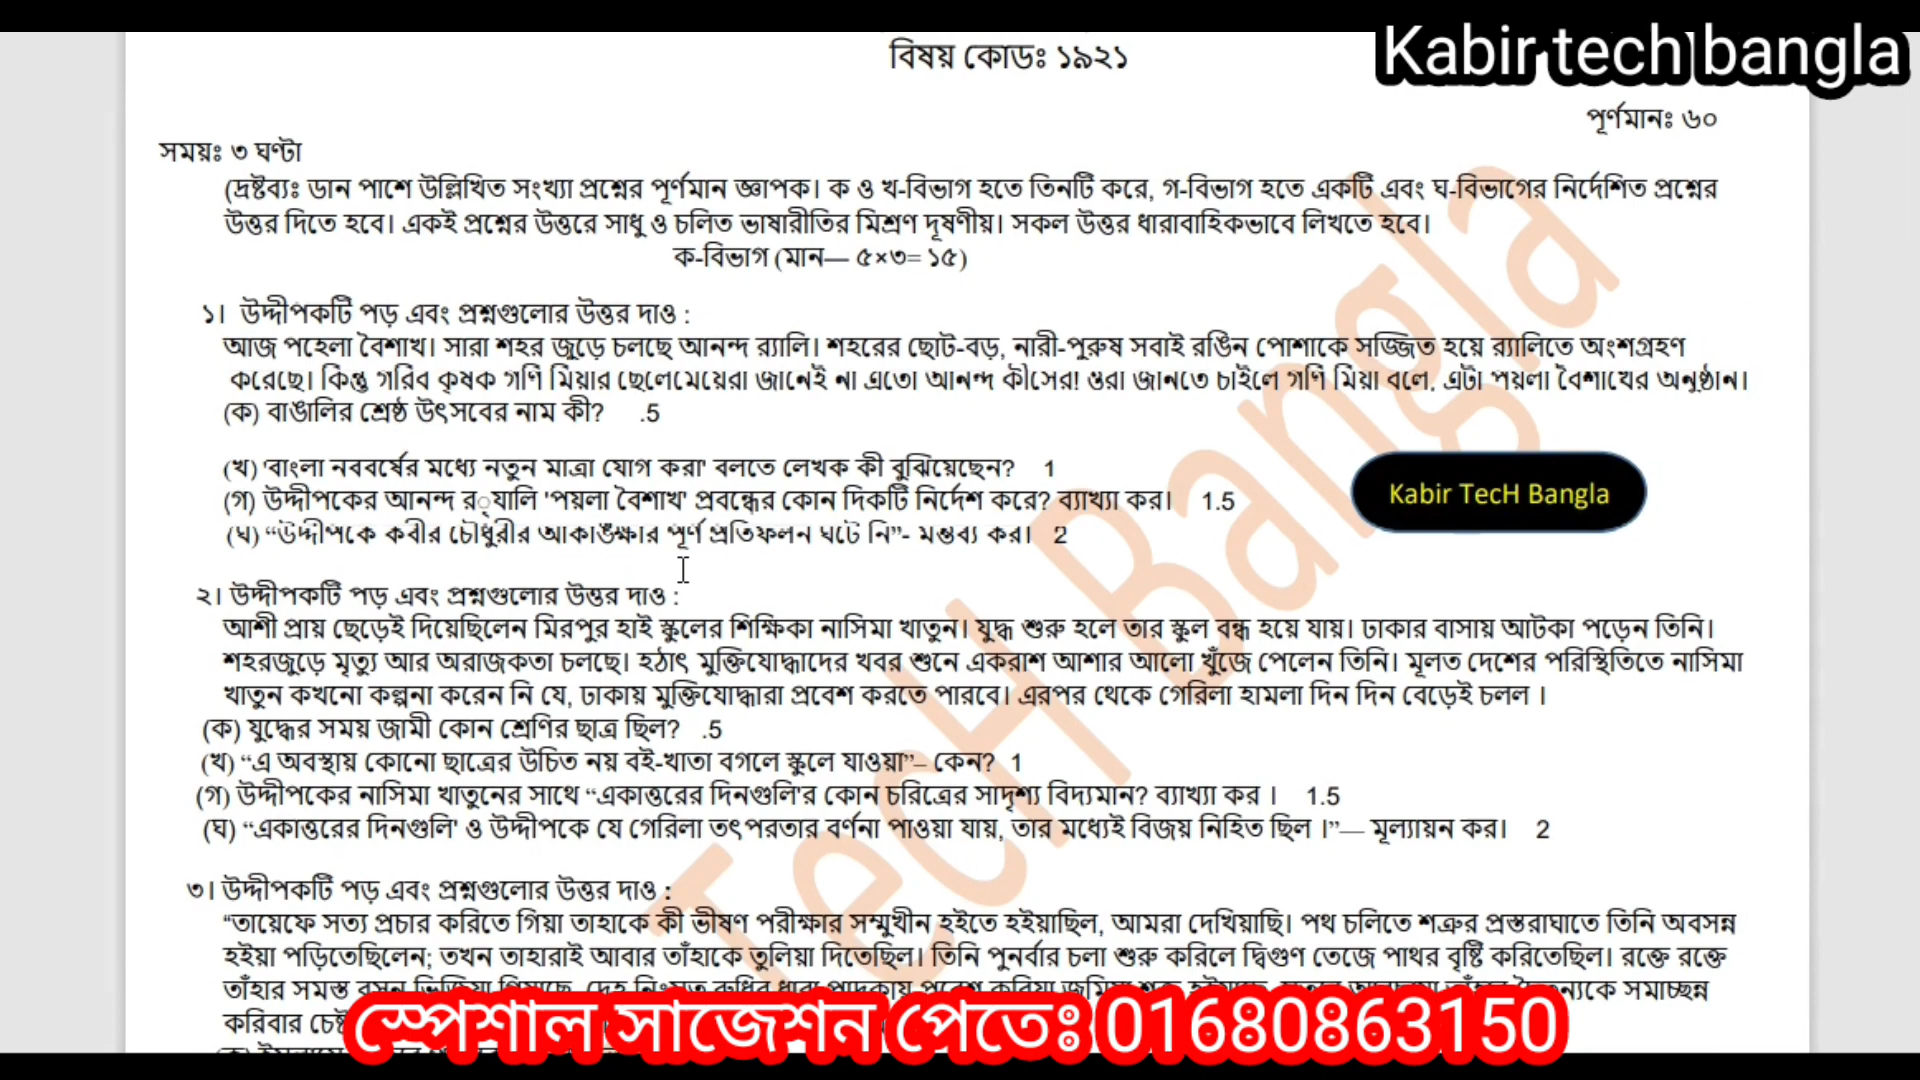 Kabir tech bangla
বিষয় কোডঃ ১৯২১
পূর্ণমানঃ ৬০
সময়ঃ ৩ ঘণ্টা
(দ্রষ্টব্যঃ ডান পাশে উল্লিখিত সংখ্যা প্রশ্নের পূর্ণমান জ্ঞাপক। ক ও খ-বিভাগ হতে তিনটি করে, গ-বিভাগ হতে একটি এবং ঘ-বিভাগের নির্দেশিত প্রশ্নের
উত্তর দিতে হবে। একই প্রশ্নের উত্তরে সাধু ও চলিত ভাষারীতির মিশ্রণ দূষণীয়। সকল উত্তর ধারাবাহিকভাবে লিখতে হবে।
ক-বিভাগ (মান— ৫×৩= ১৫)
১। উদ্দীপকটি পড় এবং প্রশ্নগুলোর উত্তর দাও :
আজ পহেলা বৈশাখ। সারা শহর জুড়ে চলছে আনন্দ র‍্যালি। শহরের ছোট-বড়, নারী-পুরুষ সবাই রঙিন পোশাকে সজ্জিত হয়ে র‍্যালিতে অংশগ্রহণ
করেছে। কিন্তু গরিব কৃষক গণি মিয়ার ছেলেমেয়েরা জানেই না এতো আনন্দ কীসের! ওরা জানতে চাইলে গণি মিয়া বলে, এটা পয়লা বৈশাখের অনুষ্ঠান।
(ক) বাঙালির শ্রেষ্ঠ উৎসবের নাম কী? .5
(খ) 'বাংলা নববর্ষের মধ্যে নতুন মাত্রা যোগ করা' বলতে লেখক কী বুঝিয়েছেন? 1
(গ) উদ্দীপকের আনন্দ র্‌যালি 'পয়লা বৈশাখ' প্রবন্ধের কোন দিকটি নির্দেশ করে? ব্যাখ্যা কর। 1.5
(ঘ) “উদ্দীপকে কবীর চৌধুরীর আকাঙ্ক্ষার পূর্ণ প্রতিফলন ঘটে নি”- মন্তব্য কর। 2
Kabir TecH Bangla
২। উদ্দীপকটি পড় এবং প্রশ্নগুলোর উত্তর দাও :
আশী প্রায় ছেড়েই দিয়েছিলেন মিরপুর হাই স্কুলের শিক্ষিকা নাসিমা খাতুন। যুদ্ধ শুরু হলে তার স্কুল বন্ধ হয়ে যায়। ঢাকার বাসায় আটকা পড়েন তিনি।
শহরজুড়ে মৃত্যু আর অরাজকতা চলছে। হঠাৎ মুক্তিযোদ্ধাদের খবর শুনে একরাশ আশার আলো খুঁজে পেলেন তিনি। মূলত দেশের পরিস্থিতিতে নাসিমা
খাতুন কখনো কল্পনা করেন নি যে, ঢাকায় মুক্তিযোদ্ধারা প্রবেশ করতে পারবে। এরপর থেকে গেরিলা হামলা দিন দিন বেড়েই চলল ।
(ক) যুদ্ধের সময় জামী কোন শ্রেণির ছাত্র ছিল? .5
(খ) “এ অবস্থায় কোনো ছাত্রের উচিত নয় বই-খাতা বগলে স্কুলে যাওয়া”– কেন? 1
(গ) উদ্দীপকের নাসিমা খাতুনের সাথে “একাত্তরের দিনগুলি'র কোন চরিত্রের সাদৃশ্য বিদ্যমান? ব্যাখ্যা কর । 1.5
(ঘ) “একাত্তরের দিনগুলি' ও উদ্দীপকে যে গেরিলা তৎপরতার বর্ণনা পাওয়া যায়, তার মধ্যেই বিজয় নিহিত ছিল ।”— মূল্যায়ন কর। 2
৩। উদ্দীপকটি পড় এবং প্রশ্নগুলোর উত্তর দাও :
“তায়েফে সত্য প্রচার করিতে গিয়া তাহাকে কী ভীষণ পরীক্ষার সম্মুখীন হইতে হইয়াছিল, আমরা দেখিয়াছি। পথ চলিতে শত্রুর প্রস্তরাঘাতে তিনি অবসন্ন
হইয়া পড়িতেছিলেন; তখন তাহারাই আবার তাঁহাকে তুলিয়া দিতেছিল। তিনি পুনর্বার চলা শুরু করিলে দ্বিগুণ তেজে পাথর বৃষ্টি করিতেছিল। রক্তে রক্তে
তাঁহার সমস্ত বসন সমাচ্ছন্ন
করিবার
স্পেশাল সাজেশন পেতেঃ 01680863150
TecH Bangla